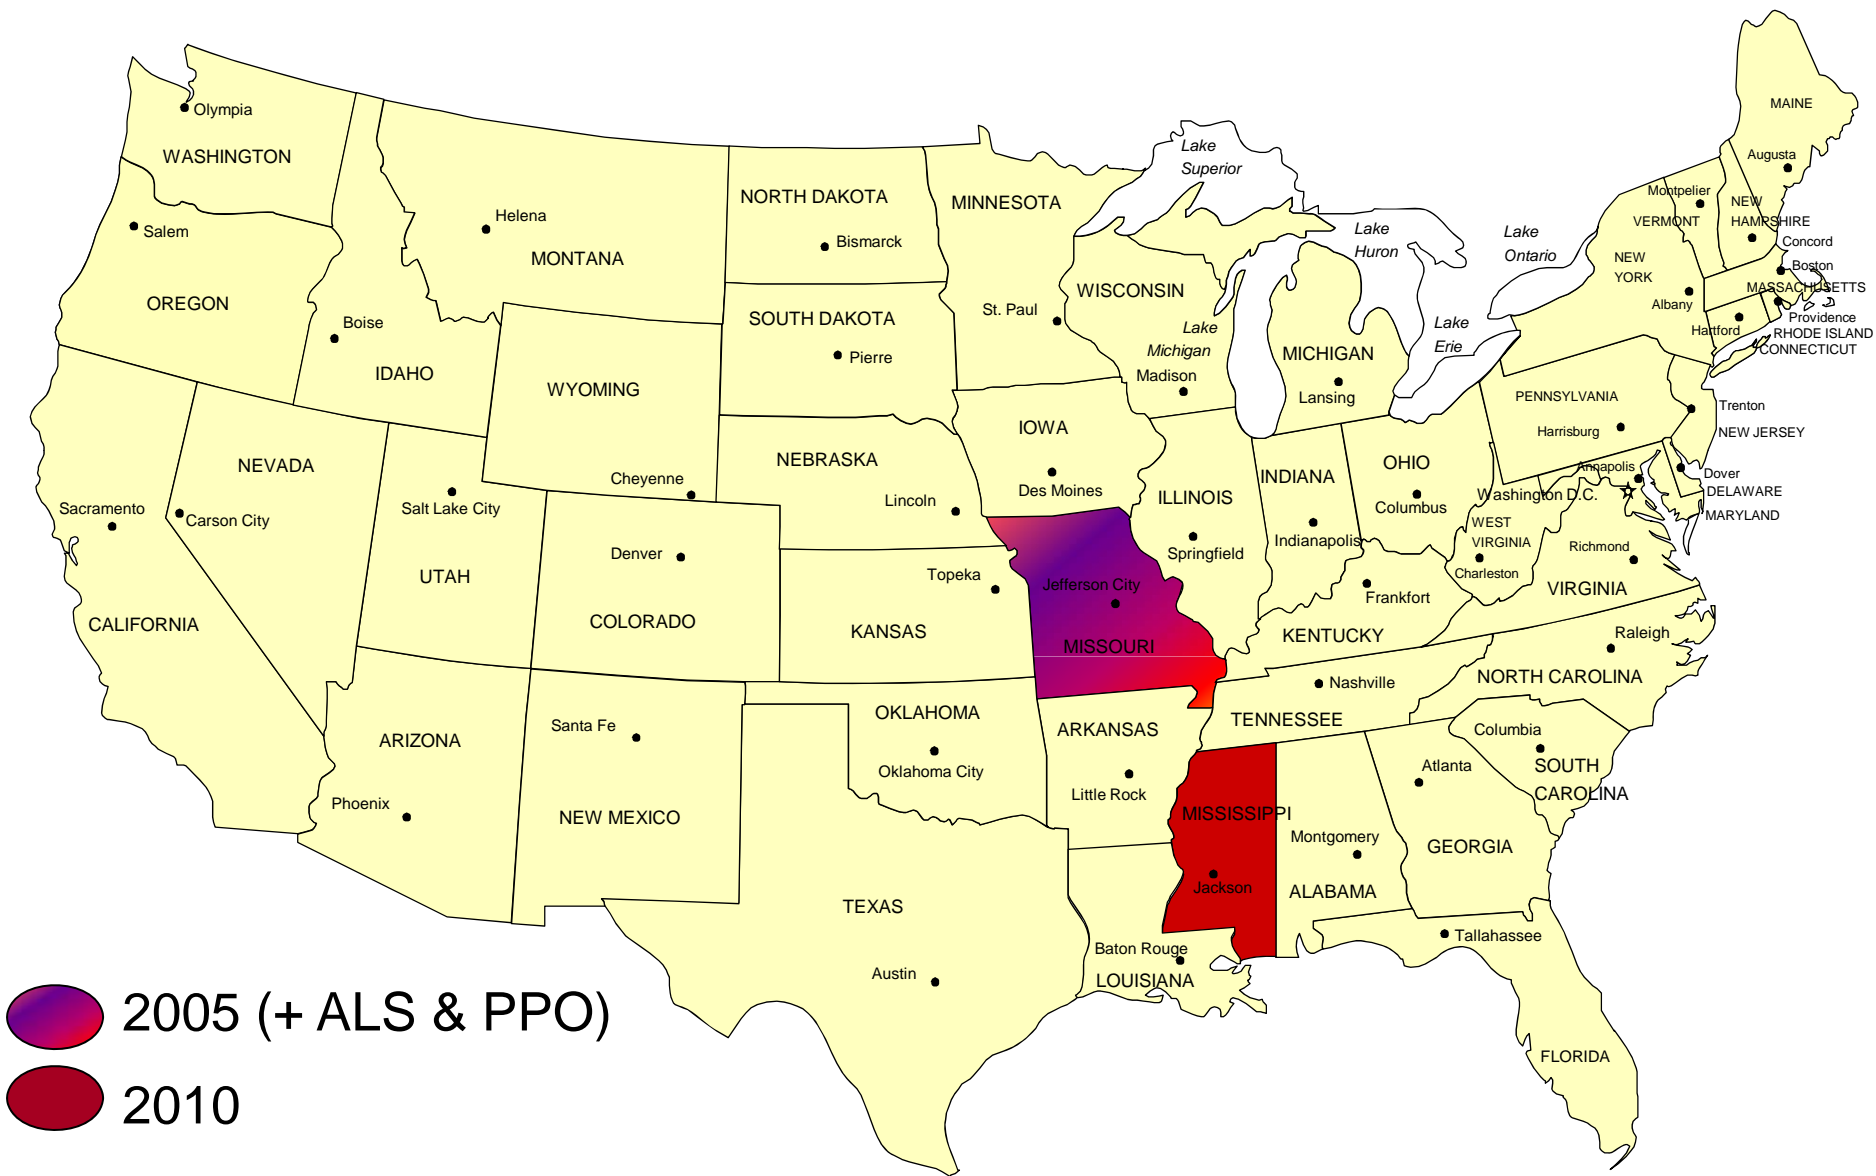 MAINE
Olympia
WASHINGTON
Lake
Superior
Augusta
NORTH DAKOTA
MINNESOTA
Montpelier
NEW
HAMPSHIRE
VERMONT
Helena
Salem
Bismarck
MONTANA
Lake
Huron
Lake
Ontario
Concord
NEW
YORK
Boston
MASSACHUSETTS
OREGON
WISCONSIN
St. Paul
Albany
SOUTH DAKOTA
Boise
Providence
Lake
Michigan
Lake
Erie
Hartford
RHODE ISLAND
CONNECTICUT
Pierre
MICHIGAN
IDAHO
WYOMING
Madison
Lansing
PENNSYLVANIA
Trenton
IOWA
Harrisburg
NEW JERSEY
NEVADA
NEBRASKA
INDIANA
OHIO
Annapolis
Dover
Cheyenne
Lincoln
Des Moines
ILLINOIS
Washington D.C.
DELAWARE
Sacramento
Carson City
Salt Lake City
Columbus
MARYLAND
WEST
VIRGINIA
Denver
Springfield
Indianapolis
Richmond
UTAH
Topeka
Jefferson City
Charleston
VIRGINIA
Frankfort
CALIFORNIA
COLORADO
KANSAS
MISSOURI
KENTUCKY
Raleigh
Nashville
NORTH CAROLINA
Santa Fe
OKLAHOMA
TENNESSEE
ARIZONA
ARKANSAS
Columbia
Oklahoma City
Atlanta
SOUTH
CAROLINA
Phoenix
Little Rock
NEW MEXICO
MISSISSIPPI
Montgomery
GEORGIA
Jackson
ALABAMA
TEXAS
Baton Rouge
Tallahassee
Austin
LOUISIANA
FLORIDA
2005 (+ ALS & PPO)
2010